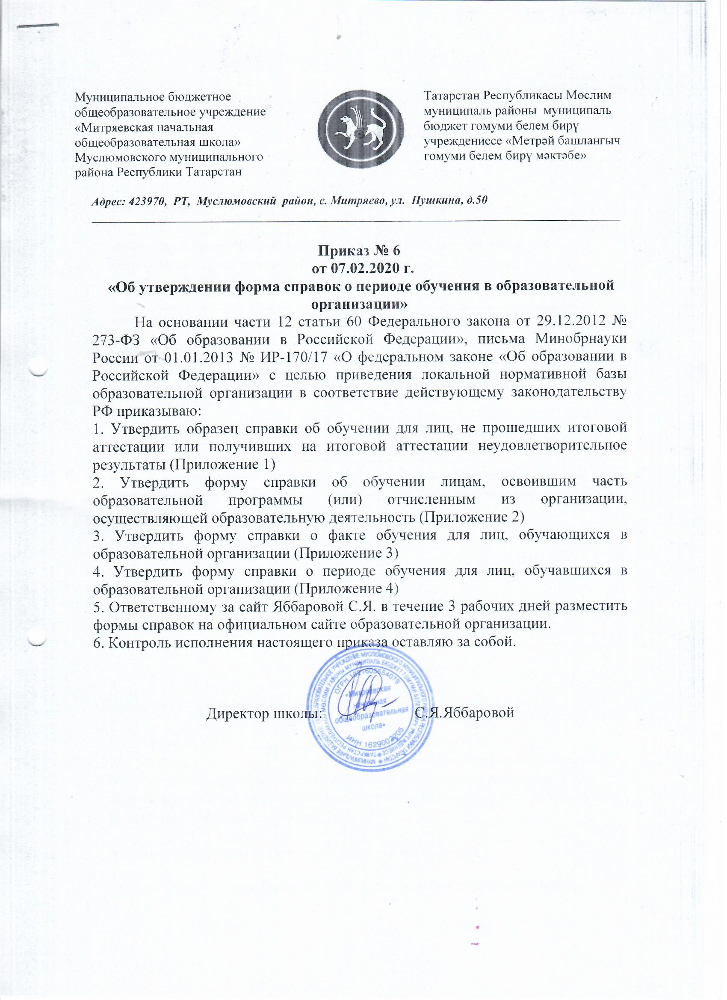 Муниципальное бюджетное
общеобразовательное учреждение
«Митряевская начальная
общеобразовательная школа»
Муслюмовского муниципального
района Республики Татарстан
Татарстан Республикасы Мөслим
муниципаль районы муниципаль
бюджет гомуми белем бирү
учреждениесе «Метрәй башлангыч
гомуми белем бирү мәктәбе»
Адрес: 423970, РТ, Муслюмовский район, с. Митряево, ул. Пушкина, д.50
Приказ № 6
от 07.02.2020 г.
«Об утверждении форма справок о периоде обучения в образовательной
организации»
На основании части 12 статьи 60 Федерального закона от 29.12.2012 №
273-ФЗ «Об образовании в Российской Федерации», письма Минобрнауки
России от 01.01.2013 № ИР-170/17 «О федеральном законе «Об образовании в
Российской Федерации» с целью приведения локальной нормативной базы
образовательной организации в соответствие действующему законодательству
РФ приказываю:
1. Утвердить образец справки об обучении для лиц, не прошедших итоговой
аттестации или получивших на итоговой аттестации неудовлетворительное
результаты (Приложение 1)
2. Утвердить форму справки об обучении лицам, освоившим часть
образовательной программы (или) отчисленным из организации,
осуществляющей образовательную деятельность (Приложение 2)
3. Утвердить форму справки о факте обучения для лиц, обучающихся в
образовательной организации (Приложение 3)
4. Утвердить форму справки о периоде обучения для лиц, обучавшихся в
образовательной организации (Приложение 4)
5. Ответственному за сайт Яббаровой С.Я. в течение 3 рабочих дней разместить
формы справок на официальном сайте образовательной организации.
6. Контроль исполнения настоящего приказа оставляю за собой.
Директор школы: С.Я.Яббаровой
ОГРН 1021605554079
«Митряевская
начальная
общеобразовательная
школа»
ИНН 1629002205